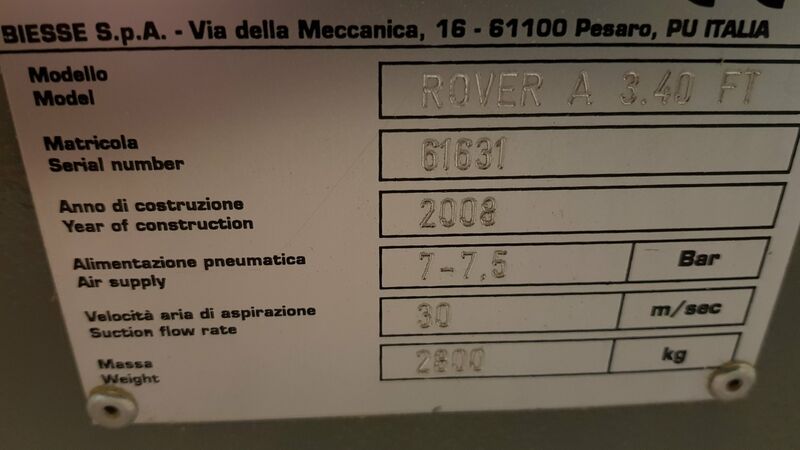 BIESSE S.p.A. - Via della Meccanica, 16 - 61100 Pesaro, PU ITALIA
Modello
Model
ROVER A 3.40 FT
Matricola
Serial number
61631
Anno di costruzione
Year of construction
2008
Alimentazione pneumatica
Air supply
7-7,5 Bar
Velocità aria di aspirazione
Suction flow rate
30 m/sec
Massa
Weight
2800 kg